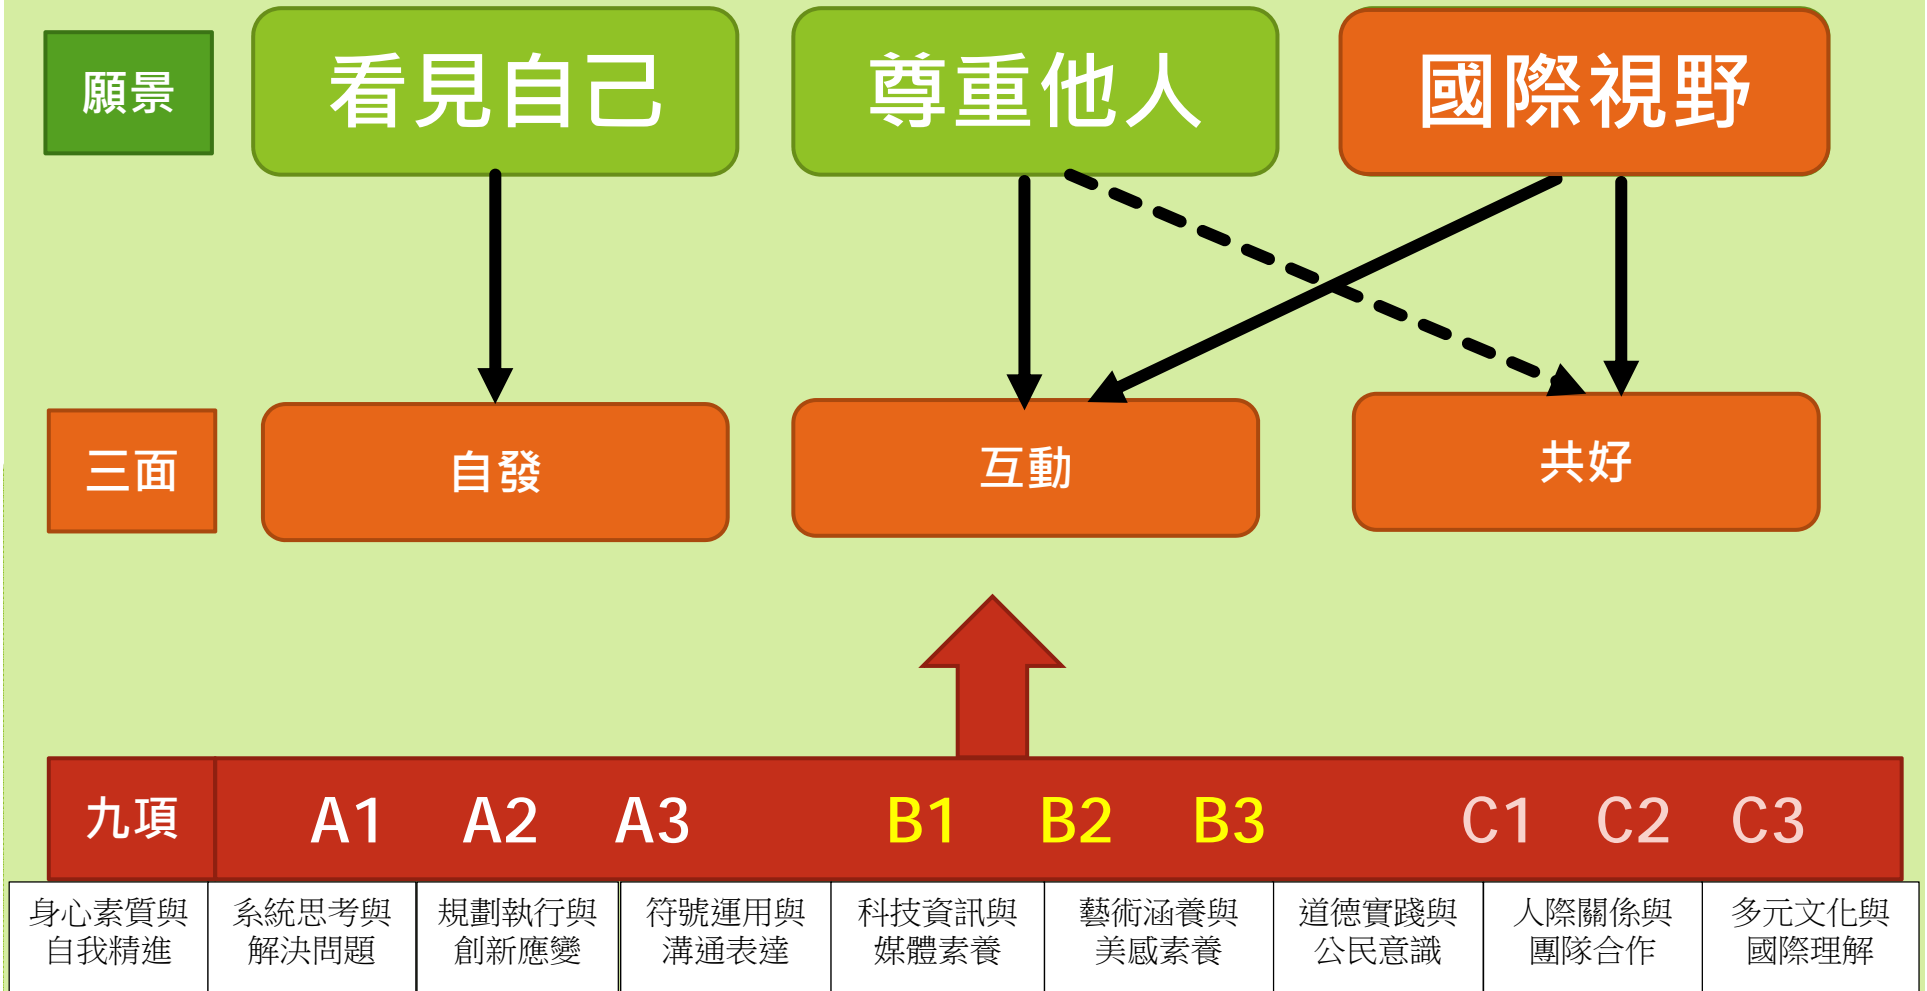 願景
看見自己
尊重他人
國際視野
三面
自發
互動
共好
九項
A1 A2 A3 B1 B2 B3 C1 C2 C3
身心素質與
自我精進
系統思考與
解決問題
規劃執行與
創新應變
符號運用與
溝通表達
科技資訊與
媒體素養
藝術涵養與
美感素養
道德實踐與
公民意識
人際關係與
團隊合作
多元文化與
國際理解